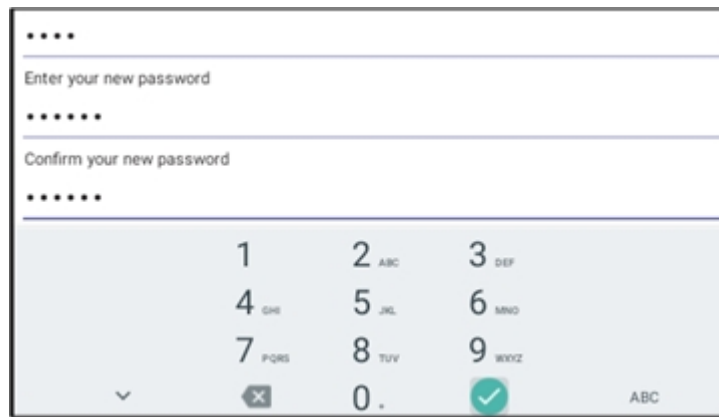 ••••
Enter your new password
••••••
Confirm your new password
••••••
1 2 ABC 3 DEF
4 GHI 5 JKL 6 MNO
7 PQRS 8 TUV 9 WXYZ
0 . ABC